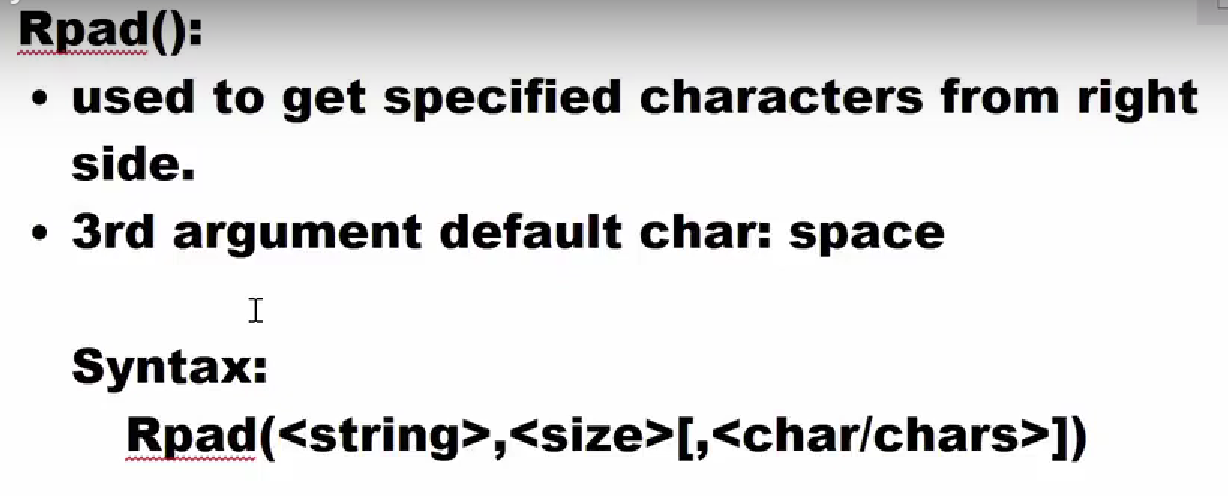 Rpad():
• used to get specified characters from right
side.
• 3rd argument default char: space
Syntax:
Rpad(<string>,<size>[,<char/chars>])